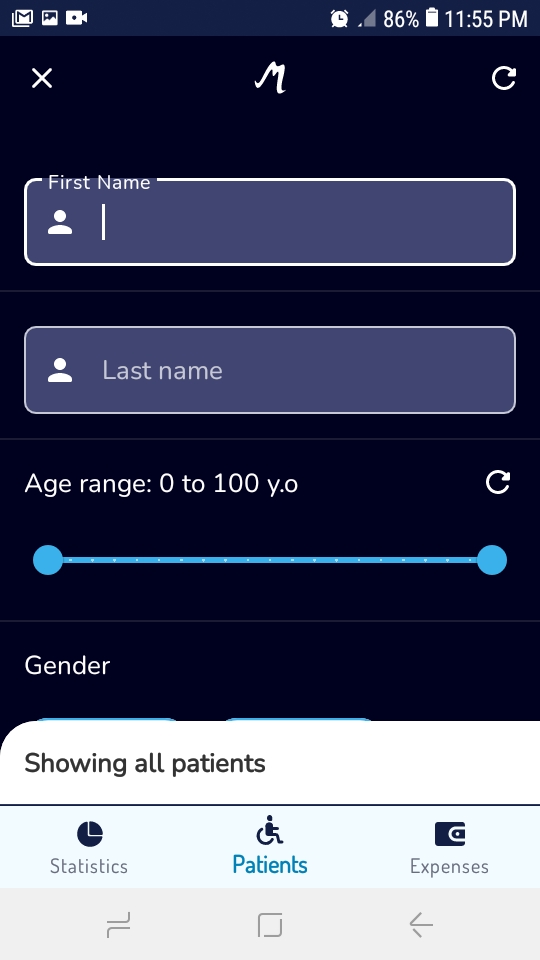 86% 11:55 PM
M
First Name
Last name
Age range: 0 to 100 y.o
Gender
Showing all patients
Statistics
Patients
Expenses